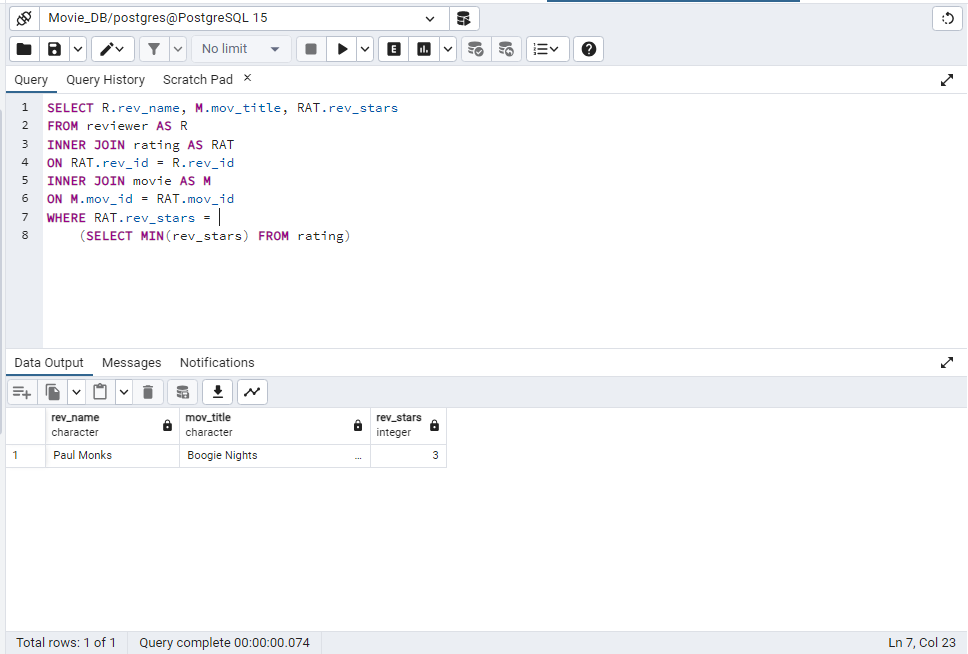 Movie_DB/postgres@PostgreSQL 15
No limit
E
Query Query History Scratch Pad ×
1 SELECT R.rev_name, M.mov_title, RAT.rev_stars
2 FROM reviewer AS R
3 INNER JOIN rating AS RAT
4 ON RAT.rev_id = R.rev_id
5 INNER JOIN movie AS M
6 ON M.mov_id = RAT.mov_id
7 WHERE RAT.rev_stars =
8 (SELECT MIN(rev_stars) FROM rating)
Data Output Messages Notifications
rev_name mov_title rev_stars
character character integer
1 Paul Monks Boogie Nights ... 3
Total rows: 1 of 1 Query complete 00:00:00.074 Ln 7, Col 23